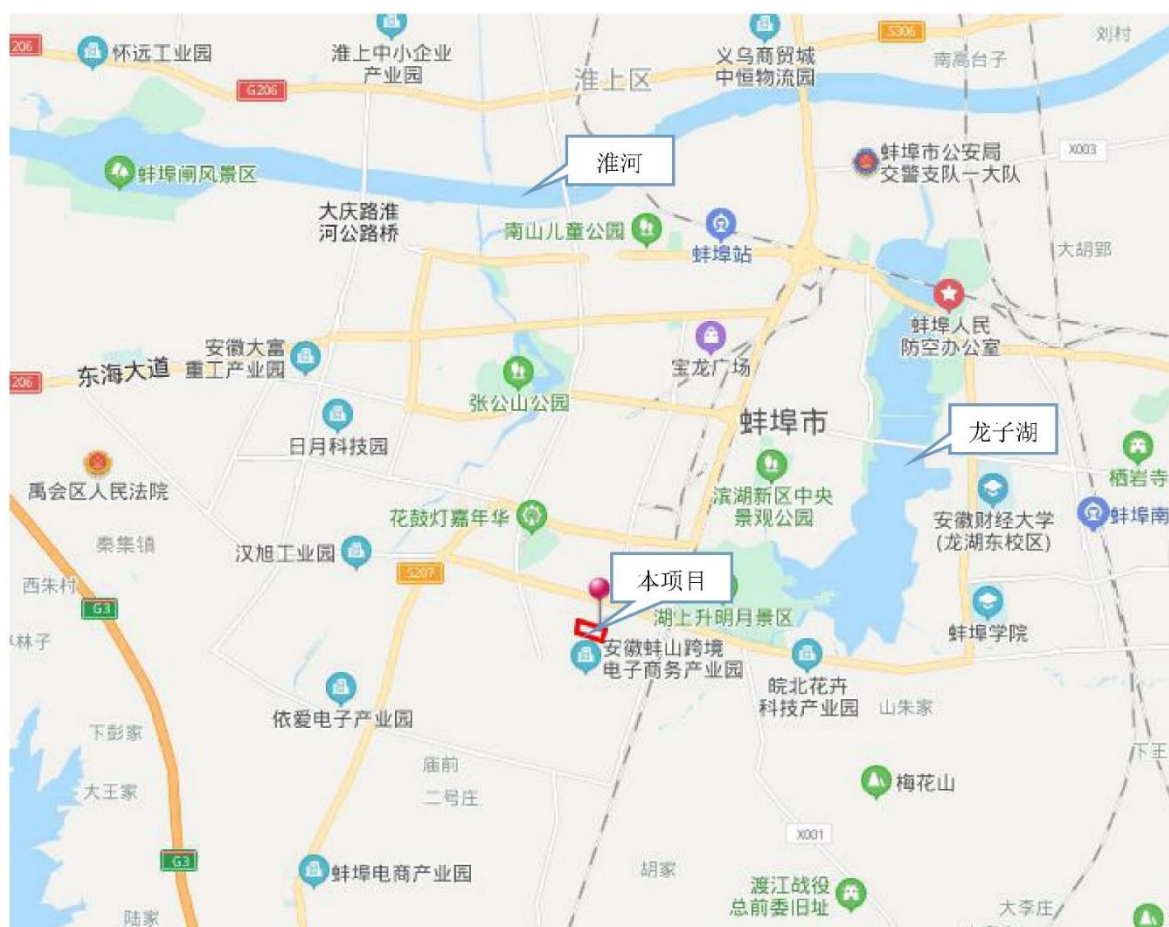 206
怀远工业园
淮上中小企业
产业园
G206
淮上区
义乌商贸城
中恒物流园
S306
刘村
南高台子
蚌埠闸风景区
淮河
蚌埠市公安局
交警支队一大队
X003
大庆路淮
河公路桥
南山儿童公园
蚌埠站
大胡郢
蚌埠人民
防空办公室
安徽大富
重工产业园
宝龙广场
206
东海大道
张公山公园
蚌埠市
龙子湖
日月科技园
栖岩寺
禹会区人民法院
花鼓灯嘉年华
滨湖新区中央
景观公园
安徽财经大学
(龙湖东校区)
蚌埠南
秦集镇
汉旭工业园
S207
西朱村
G3
本项目
湖上升明月景区
蚌埠学院
林子
安徽蚌山跨境
电子商务产业园
皖北花卉
科技产业园
山朱家
依爱电子产业园
下彭家
下王
庙前
大王家
二号庄
梅花山
X001
G3
蚌埠电商产业园
胡家
渡江战役
总前委旧址
陆家
大李庄